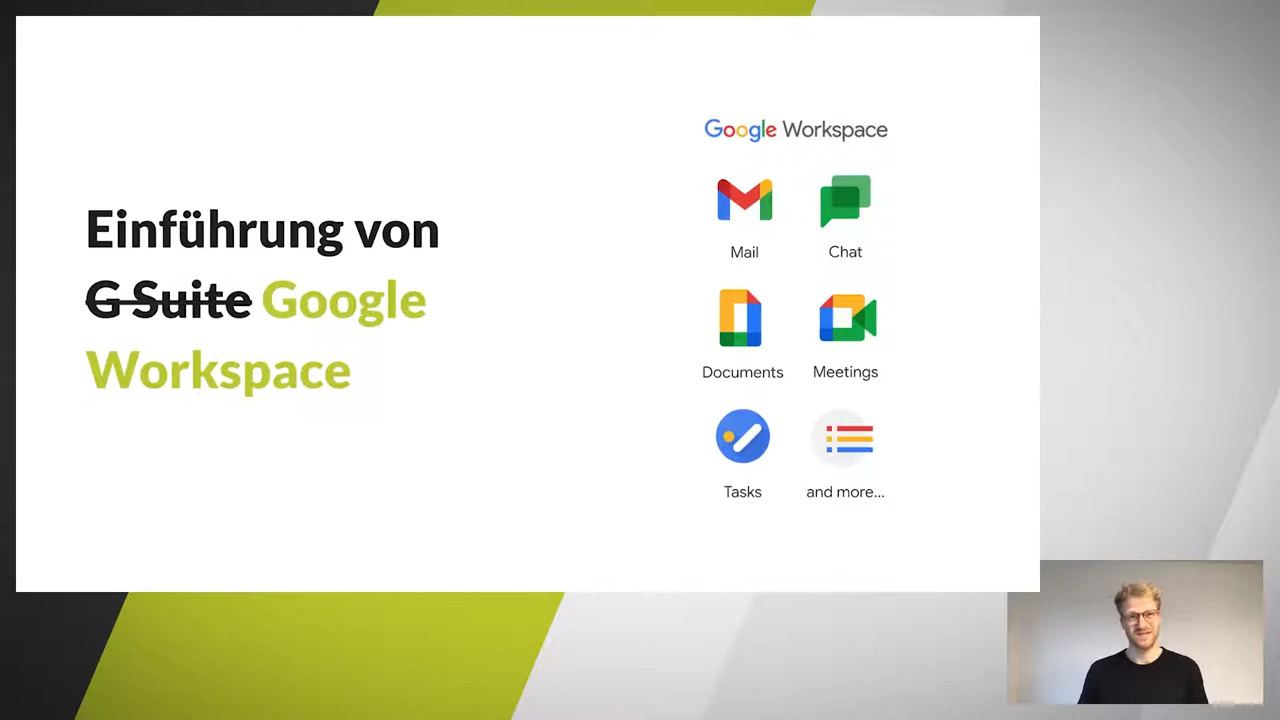 Einführung von
G Suite Google
Workspace
Google Workspace
Mail
Chat
Documents
Meetings
Tasks
and more...